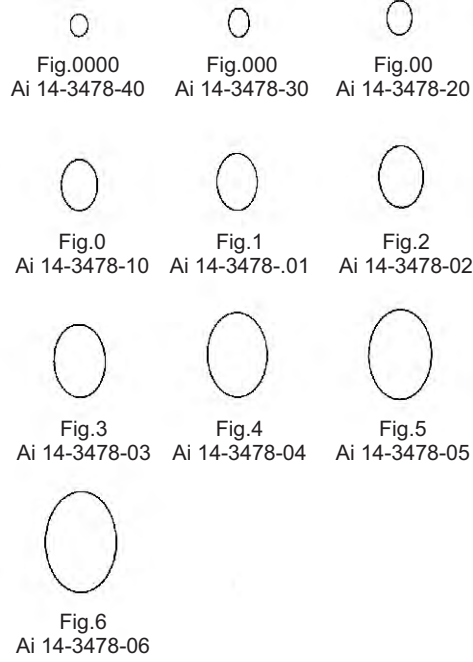 Fig.0000
Ai 14-3478-40
Fig.000
Ai 14-3478-30
Fig.00
Ai 14-3478-20
Fig.0
Ai 14-3478-10
Fig.1
Ai 14-3478-.01
Fig.2
Ai 14-3478-02
Fig.3
Ai 14-3478-03
Fig.4
Ai 14-3478-04
Fig.5
Ai 14-3478-05
Fig.6
Ai 14-3478-06